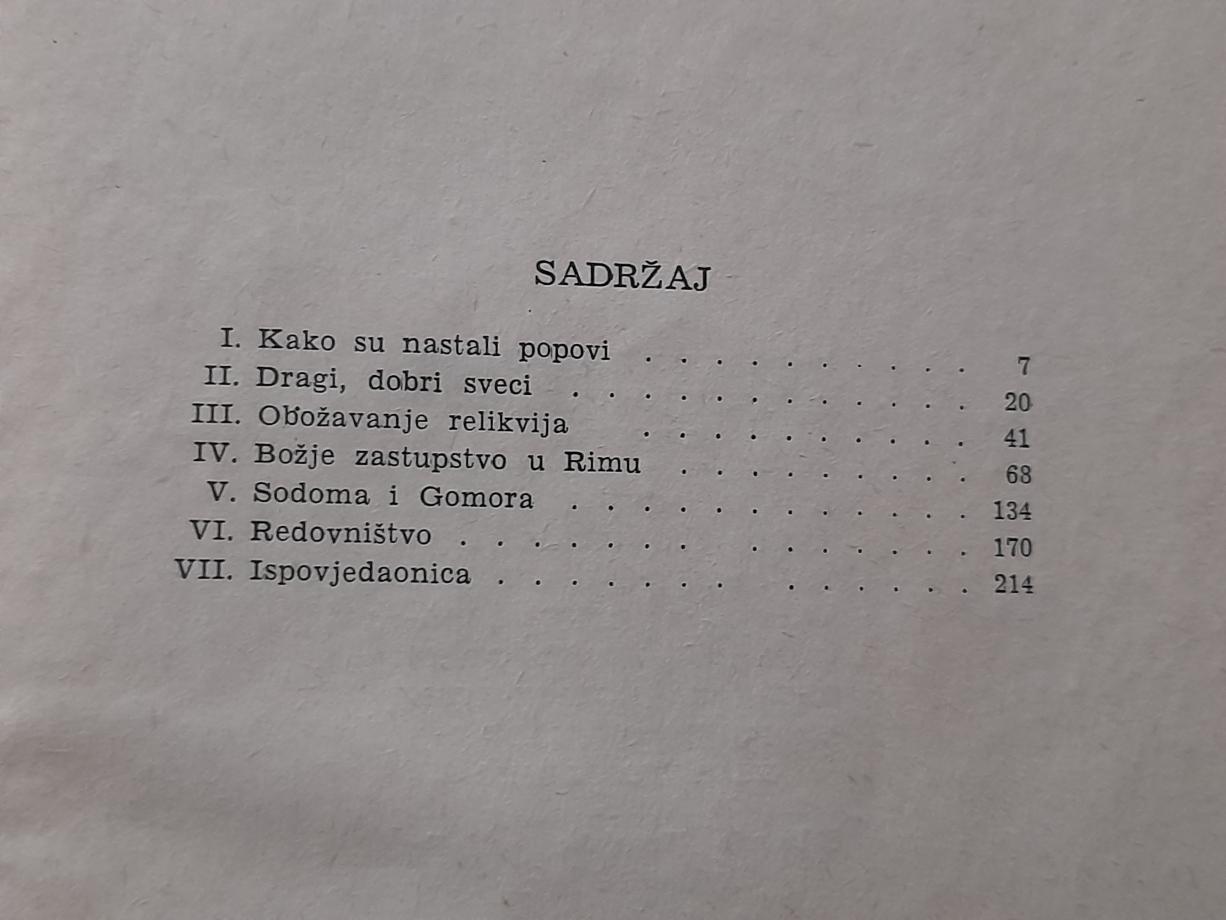 SADRŽAJ
I. Kako su nastali popovi . . . . . . . . . . 7
II. Dragi, dobri sveci . . . . . . . . . . . 20
III. Obožavanje relikvija . . . . . . . . . 41
IV. Božje zastupstvo u Rimu . . . . . . . . 68
V. Sodoma i Gomora . . . . . . . . . . . 134
VI. Redovništvo . . . . . . . . . . . . . 170
VII. Ispovjedaonica . . . . . . . . . . . . 214